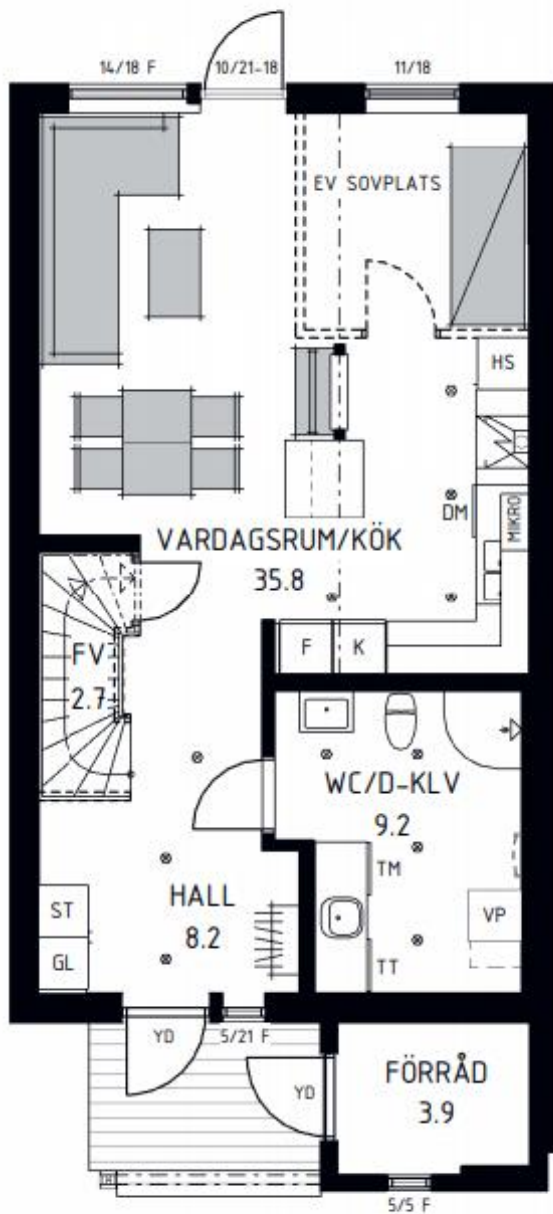 14/18 F
10/21-18
11/18
EV SOVPLATS
HS
DM
MIKRO
VARDAGSRUM/KÖK
35.8
F
K
FV
2.7
WC/D-KLV
9.2
TM
HALL
8.2
ST
GL
VP
TT
YD
5/21 F
YD
FÖRRÅD
3.9
5/5 F